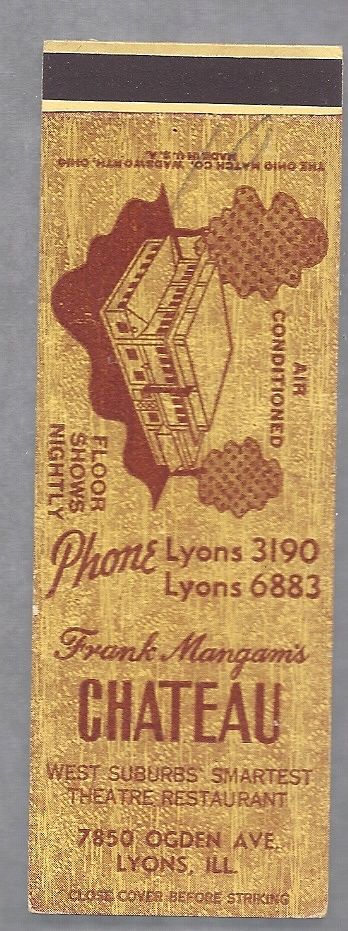 THE OHIO MATCH CO. WADSWORTH, OHIO
MADE IN U.S.A.
AIR
CONDITIONED
FLOOR
SHOWS
NIGHTLY
Phone Lyons 3190
Lyons 6883
Frank Mangam's
CHATEAU
WEST SUBURBS' SMARTEST
THEATRE RESTAURANT
7850 OGDEN AVE.
LYONS, ILL.
CLOSE COVER BEFORE STRIKING